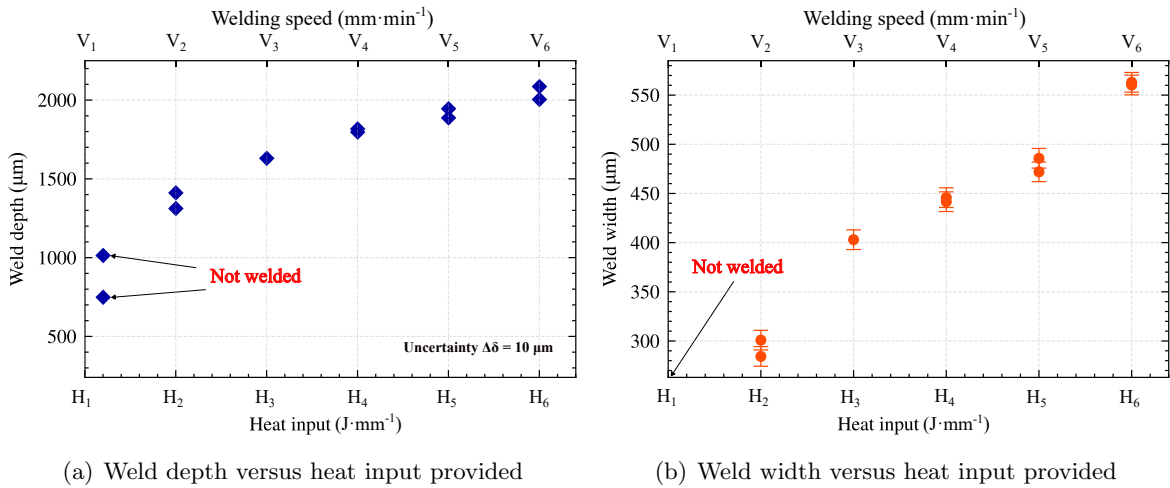 Welding speed (mm·min⁻¹)
V₁ V₂ V₃ V₄ V₅ V₆
2000
1500
1000
500
Weld depth (μm)
Not welded
Uncertainty Δδ = 10 μm
H₁ H₂ H₃ H₄ H₅ H₆
Heat input (J·mm⁻¹)
(a) Weld depth versus heat input provided
Welding speed (mm·min⁻¹)
V₁ V₂ V₃ V₄ V₅ V₆
550
500
450
400
350
300
Weld width (μm)
Not welded
H₁ H₂ H₃ H₄ H₅ H₆
Heat input (J·mm⁻¹)
(b) Weld width versus heat input provided